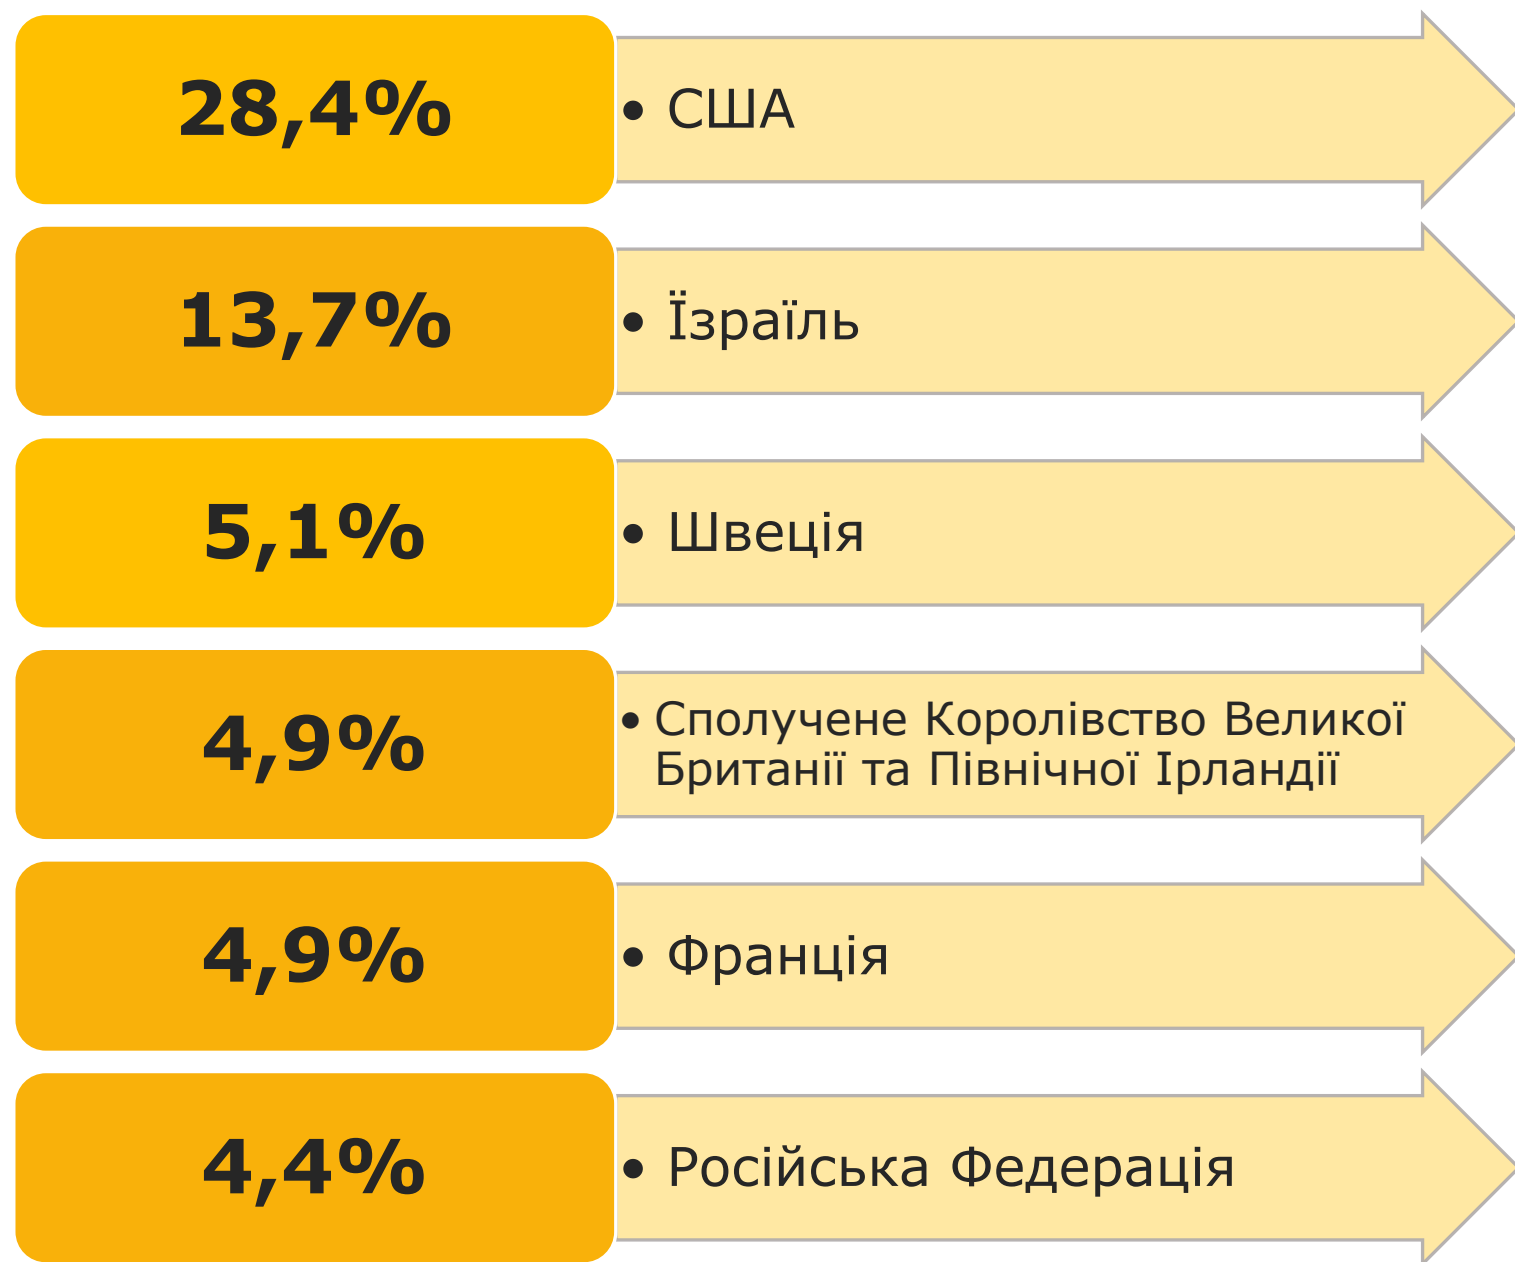 28,4%
• США
13,7%
• Їзраїль
5,1%
• Швеція
4,9%
• Сполучене Королівство Великої
Британії та Північної Ірландії
4,9%
• Франція
4,4%
• Російська Федерація